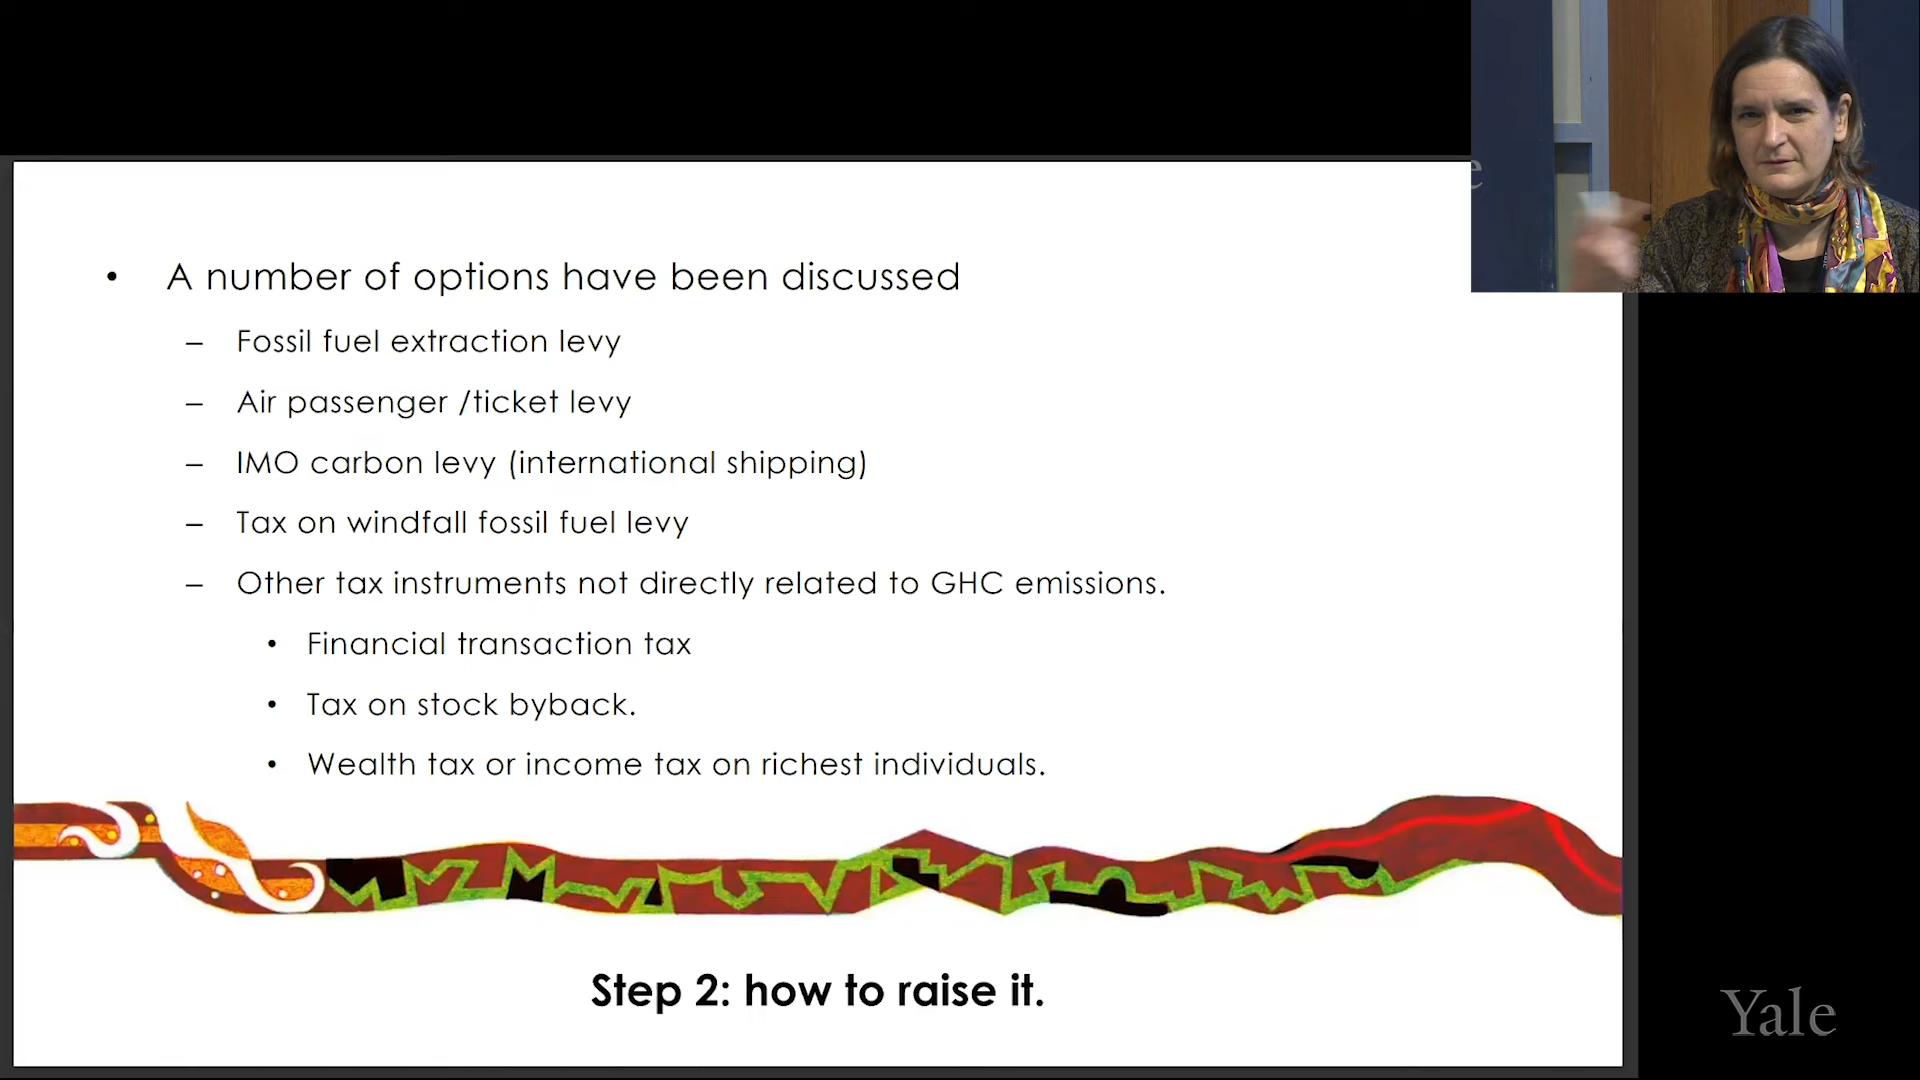 • A number of options have been discussed
– Fossil fuel extraction levy
– Air passenger /ticket levy
– IMO carbon levy (international shipping)
– Tax on windfall fossil fuel levy
– Other tax instruments not directly related to GHC emissions.
• Financial transaction tax
• Tax on stock byback.
• Wealth tax or income tax on richest individuals.
Step 2: how to raise it.
e
Yale